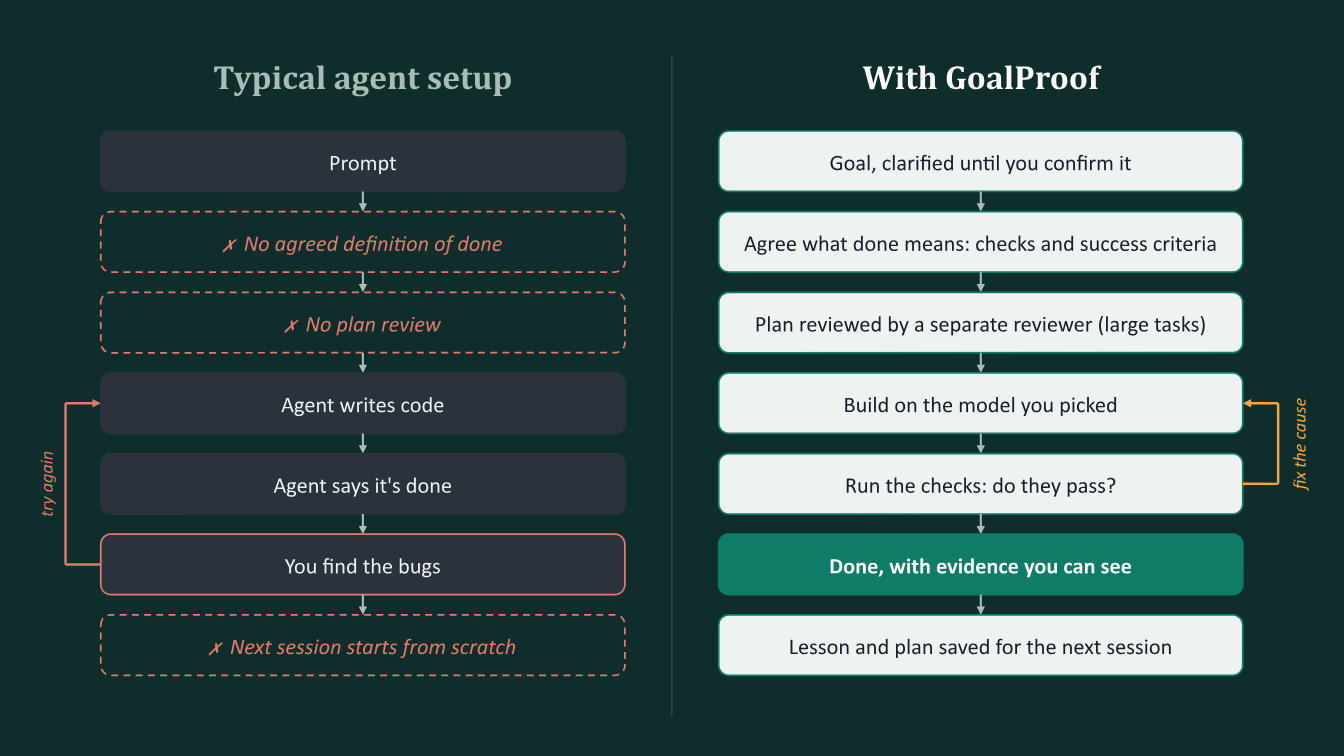 Typical agent setup
Prompt
✗ No agreed definition of done
✗ No plan review
Agent writes code
Agent says it's done
You find the bugs
✗ Next session starts from scratch
try again
With GoalProof
Goal, clarified until you confirm it
Agree what done means: checks and success criteria
Plan reviewed by a separate reviewer (large tasks)
Build on the model you picked
Run the checks: do they pass?
Done, with evidence you can see
Lesson and plan saved for the next session
fix the cause